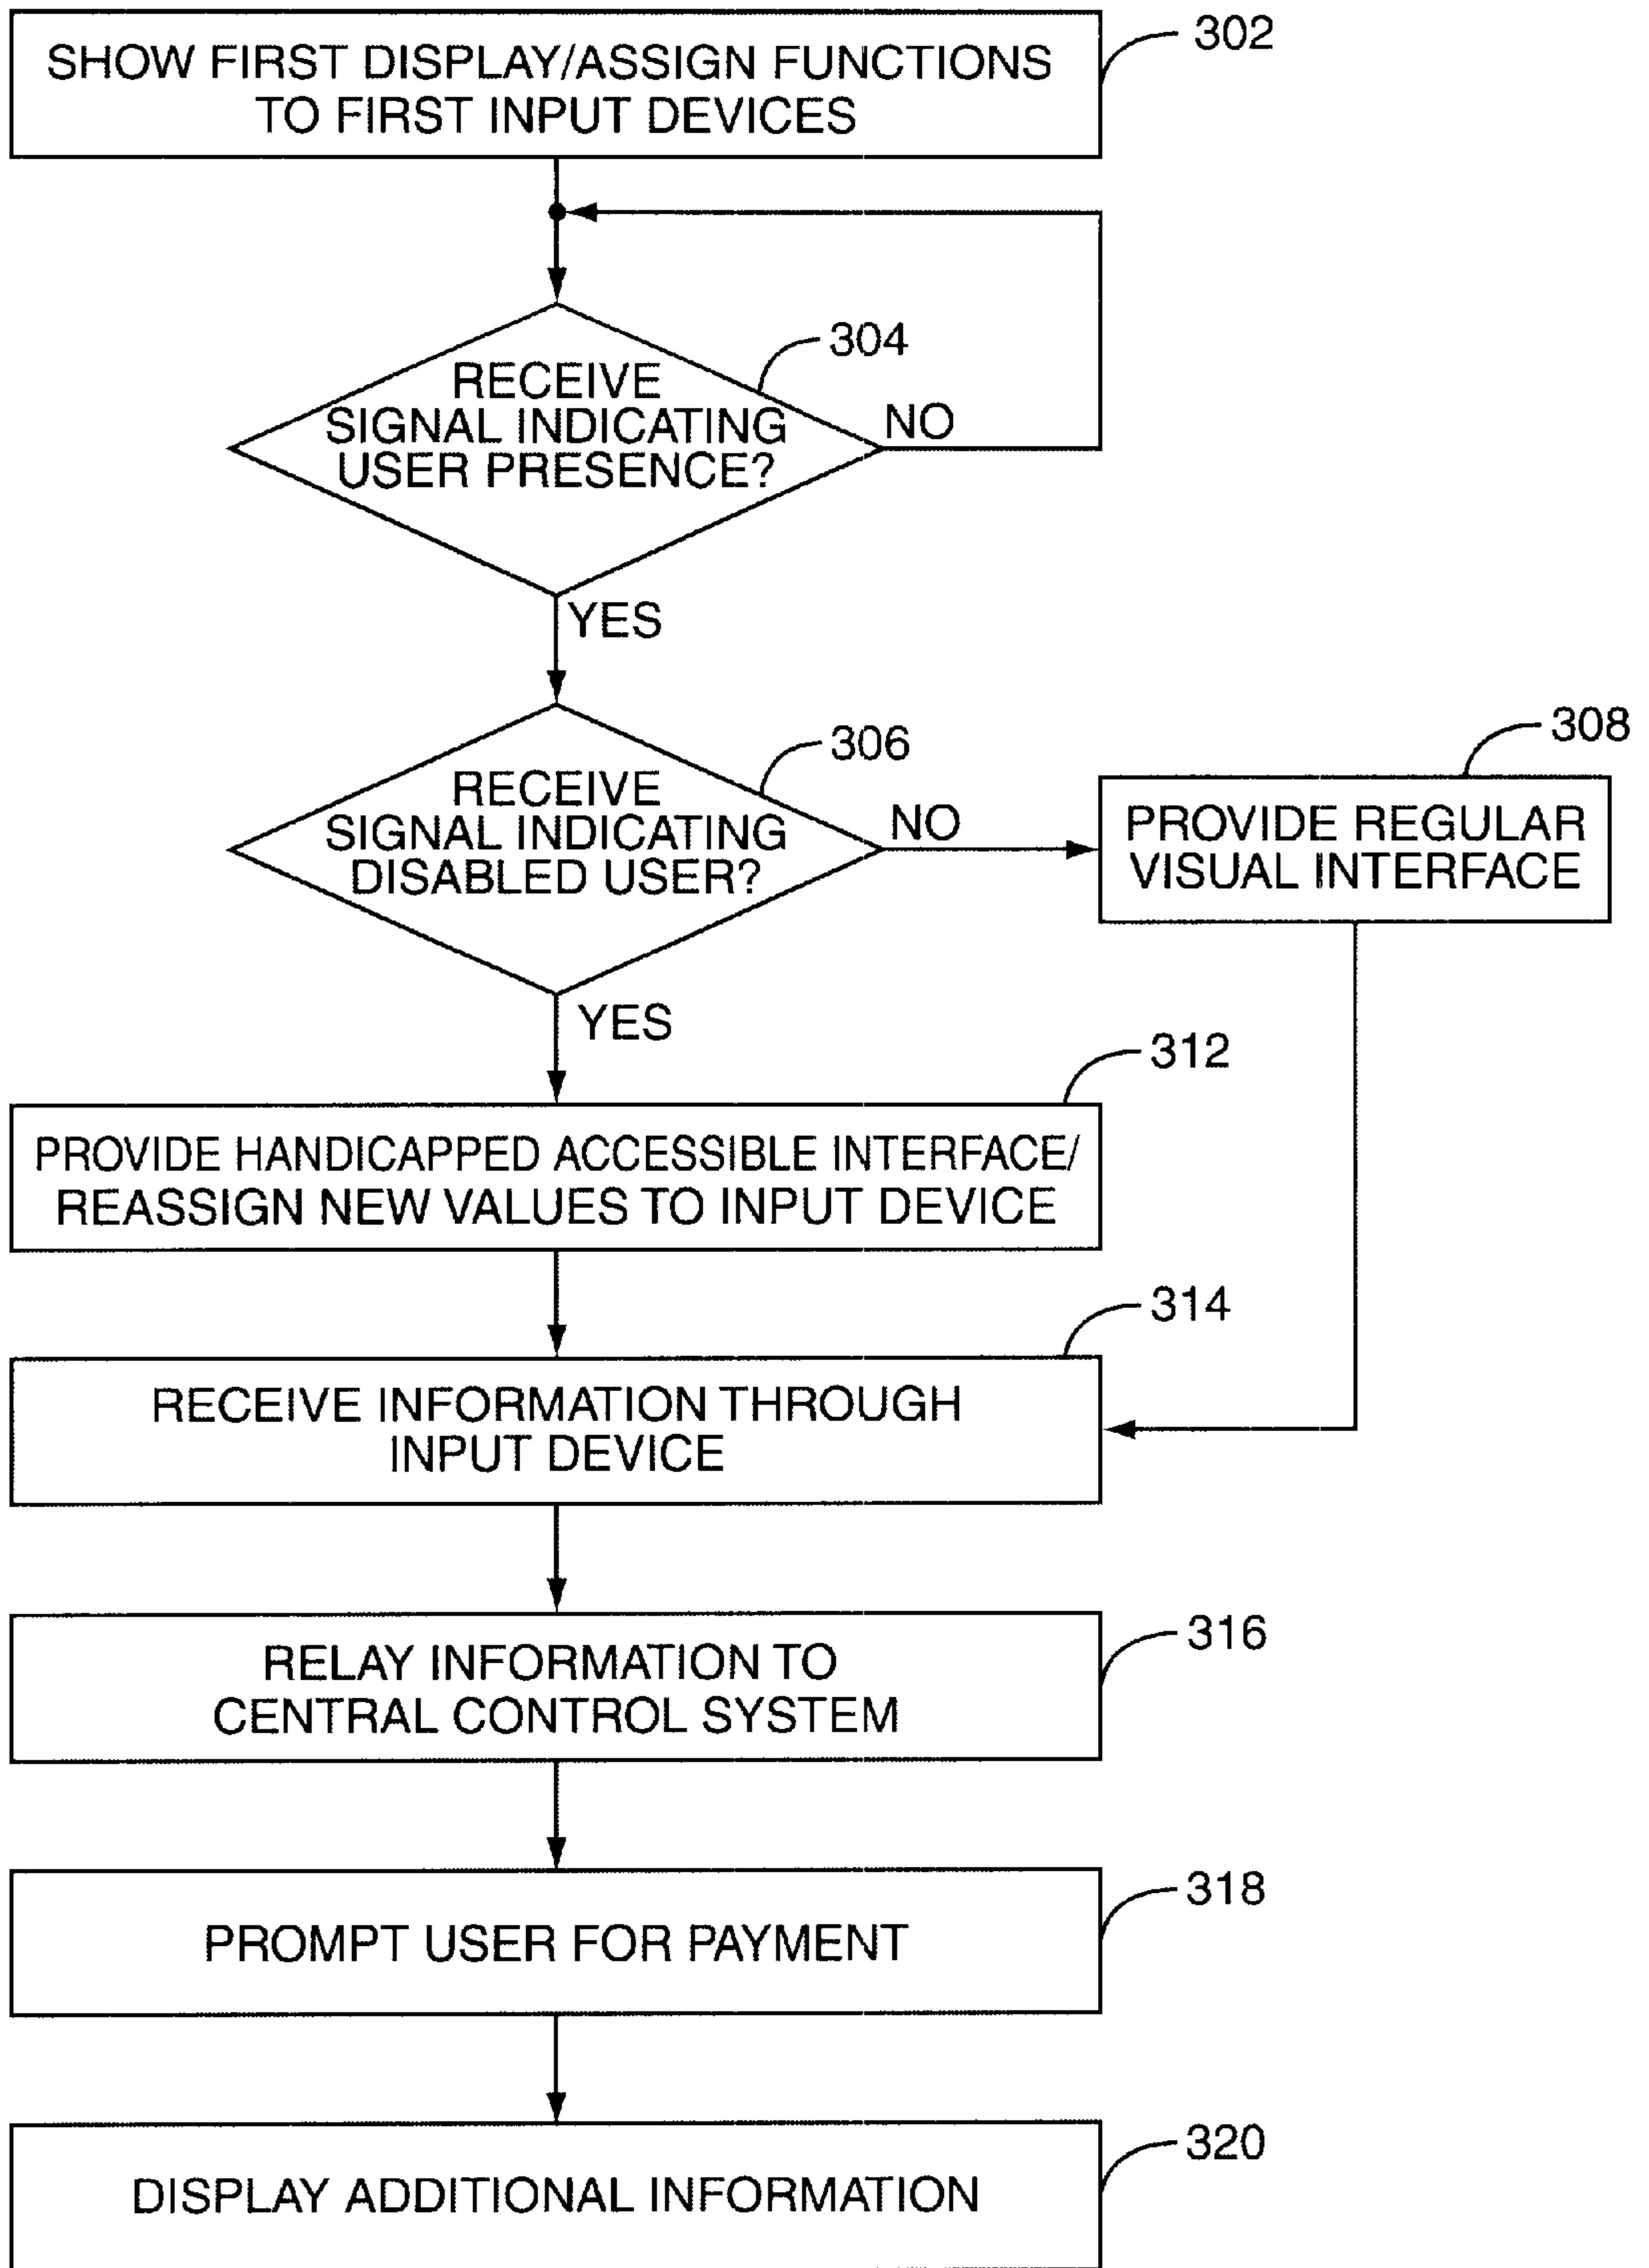 SHOW FIRST DISPLAY/ASSIGN FUNCTIONS
TO FIRST INPUT DEVICES
302
RECEIVE
SIGNAL INDICATING
USER PRESENCE?
304
NO
YES
RECEIVE
SIGNAL INDICATING
DISABLED USER?
306
NO
308
PROVIDE REGULAR
VISUAL INTERFACE
YES
312
PROVIDE HANDICAPPED ACCESSIBLE INTERFACE/
REASSIGN NEW VALUES TO INPUT DEVICE
314
RECEIVE INFORMATION THROUGH
INPUT DEVICE
316
RELAY INFORMATION TO
CENTRAL CONTROL SYSTEM
318
PROMPT USER FOR PAYMENT
320
DISPLAY ADDITIONAL INFORMATION